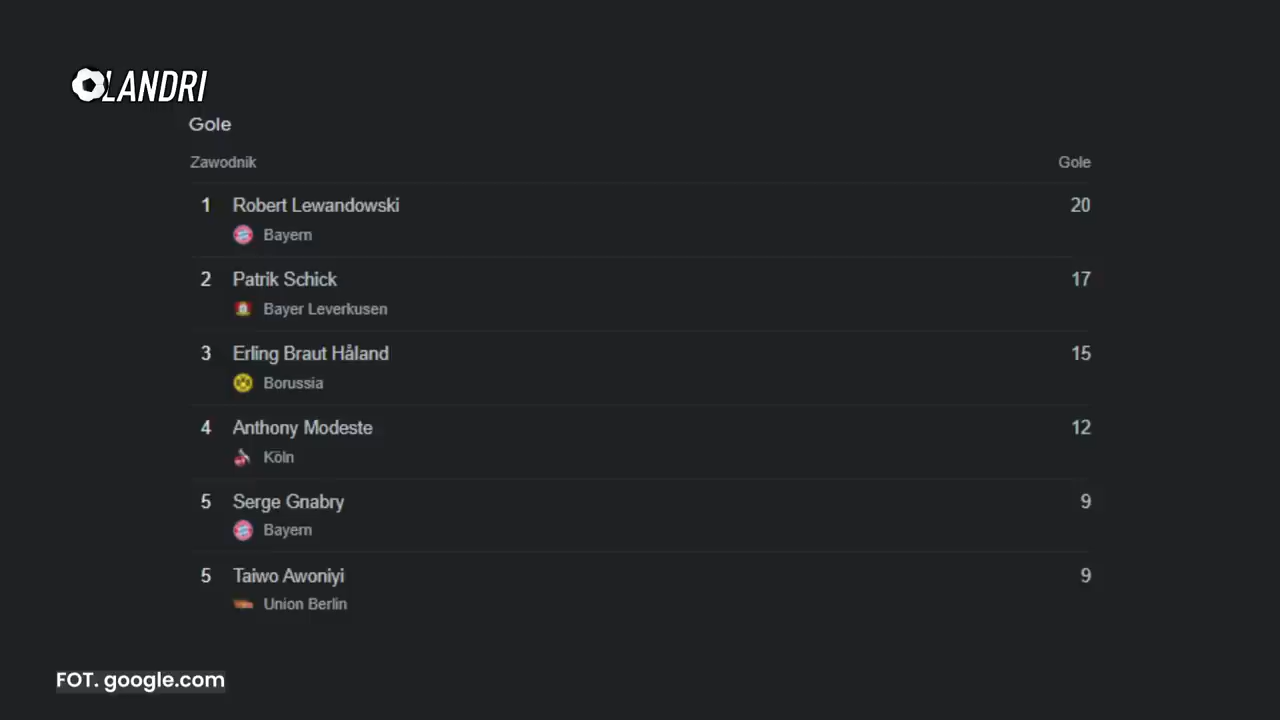 OLANDRI
Gole
Zawodnik Gole
1 Robert Lewandowski 20
Bayern
2 Patrik Schick 17
Bayer Leverkusen
3 Erling Braut Håland 15
Borussia
4 Anthony Modeste 12
Köln
5 Serge Gnabry 9
Bayern
5 Taiwo Awoniyi 9
Union Berlin
FOT. google.com